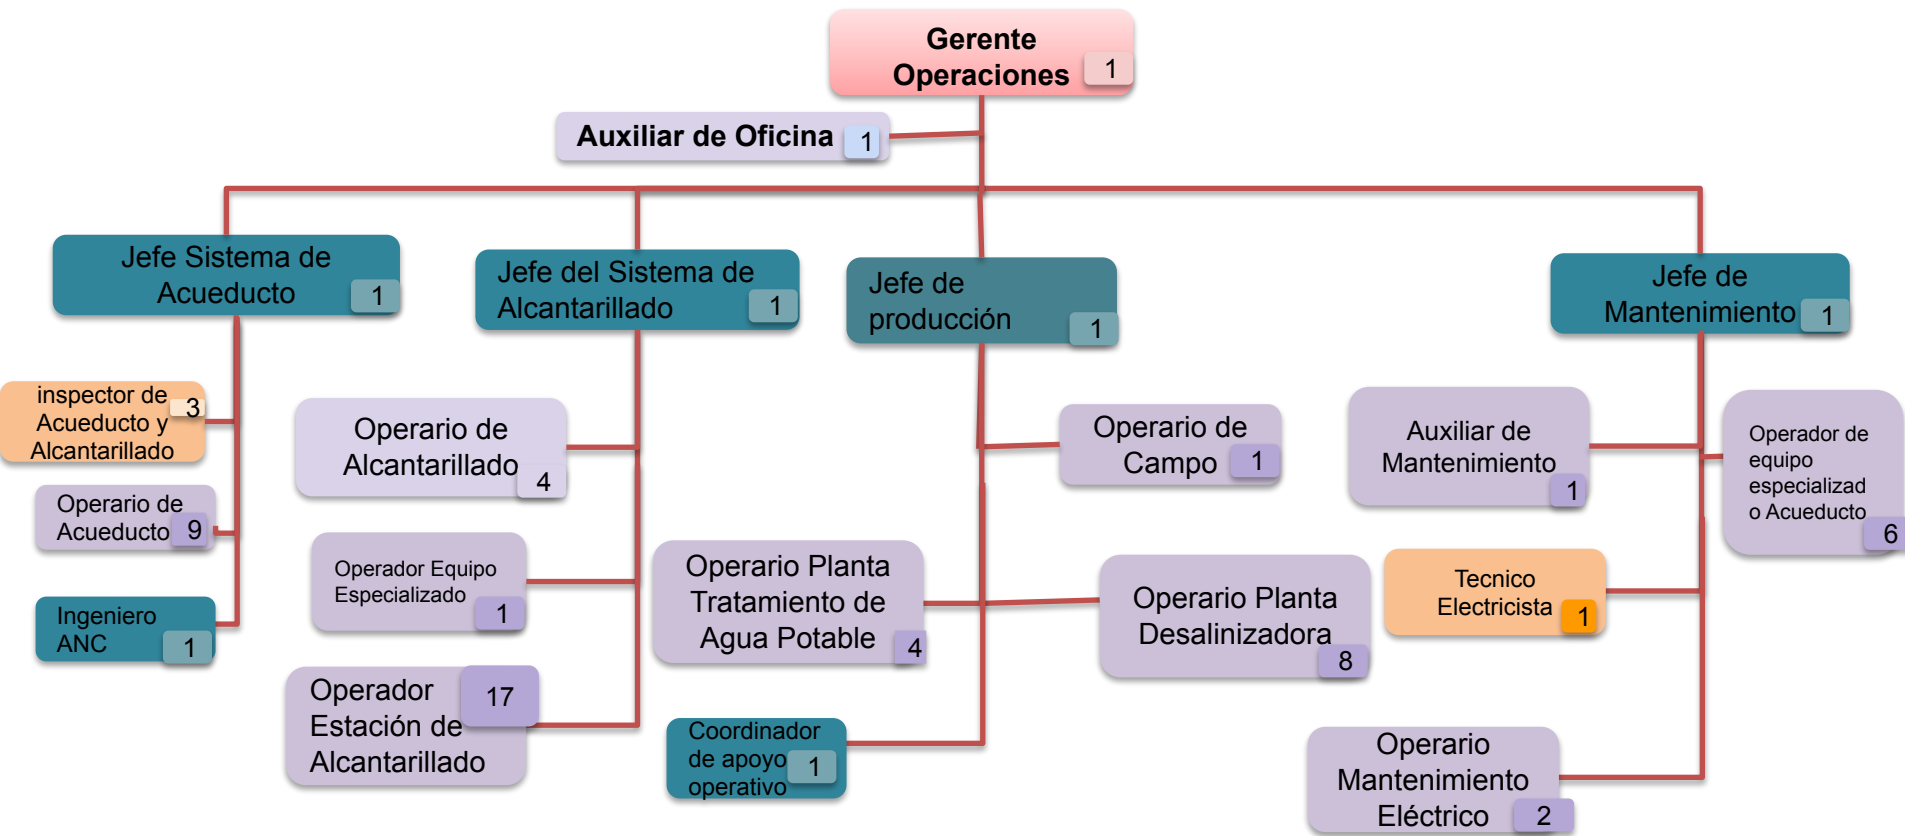 Gerente
Operaciones
1
Auxiliar de Oficina
1
Jefe Sistema de
Acueducto
1
Jefe del Sistema de
Alcantarillado
1
Jefe de
producción
1
Jefe de
Mantenimiento
1
inspector de
Acueducto y
Alcantarillado
3
Operario de
Acueducto
9
Ingeniero
ANC
1
Operario de
Alcantarillado
4
Operador Equipo
Especializado
1
Operador
Estación de
Alcantarillado
17
Operario de
Campo
1
Operario Planta
Tratamiento de
Agua Potable
4
Operario Planta
Desalinizadora
8
Coordinador
de apoyo
operativo
1
Auxiliar de
Mantenimiento
1
Operador de
equipo
especializad
o Acueducto
6
Tecnico
Electricista
1
Operario
Mantenimiento
Eléctrico
2